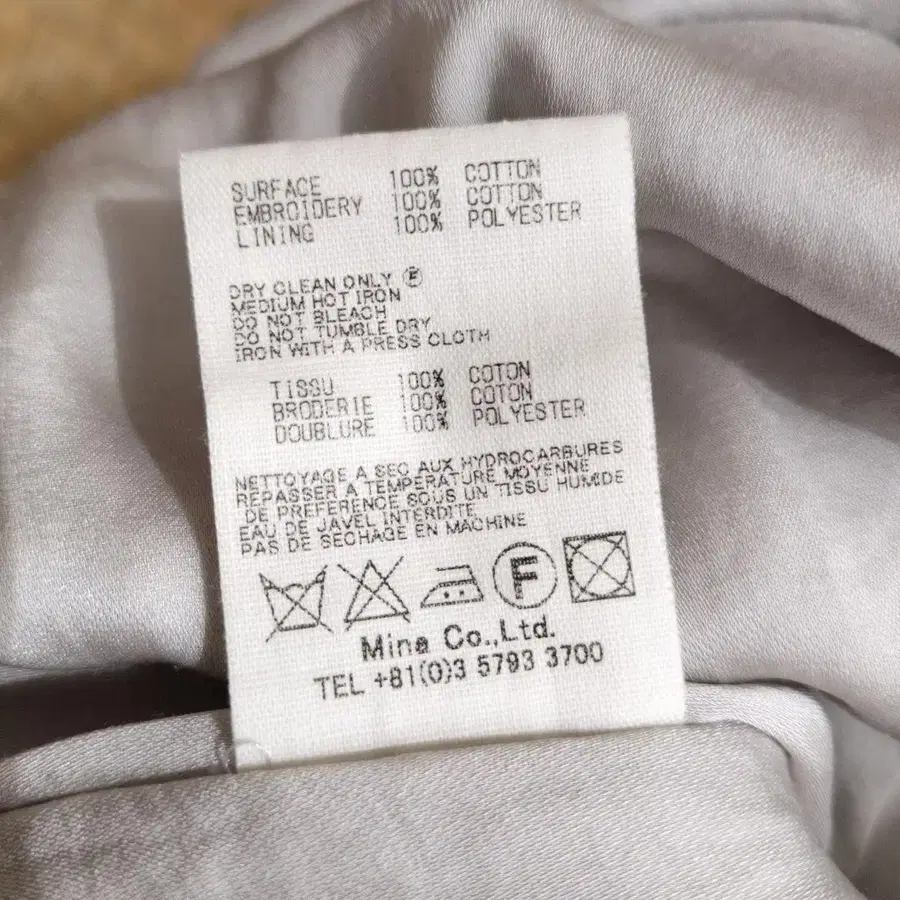 SURFACE 100% COTTON
EMBROIDERY 100% COTTON
LINING 100% POLYESTER
DRY CLEAN ONLY Ⓕ
MEDIUM HOT IRON
DO NOT BLEACH
DO NOT TUMBLE DRY
IRON WITH A PRESS CLOTH
TISSU 100% COTON
BRODERIE 100% COTON
DOUBLURE 100% POLYESTER
NETTOYAGE A SEC AUX HYDROCARBURES
REPASSER A TEMPERATURE MOYENNE
DE PREFERENCE SOUS UN TISSU HUMIDE
EAU DE JAVEL INTERDITE
PAS DE SECHAGE EN MACHINE
F
Mina Co.,Ltd.
TEL +81(0)3 5793 3700